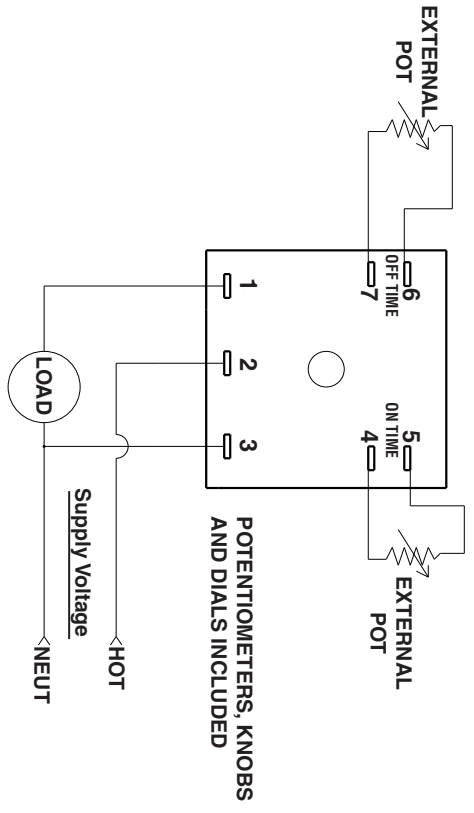 EXTERNAL
POT
6
OFF TIME
7
5
ON TIME
4
EXTERNAL
POT
1
2
3
POTENTIOMETERS, KNOBS
AND DIALS INCLUDED
LOAD
Supply Voltage
HOT
NEUT